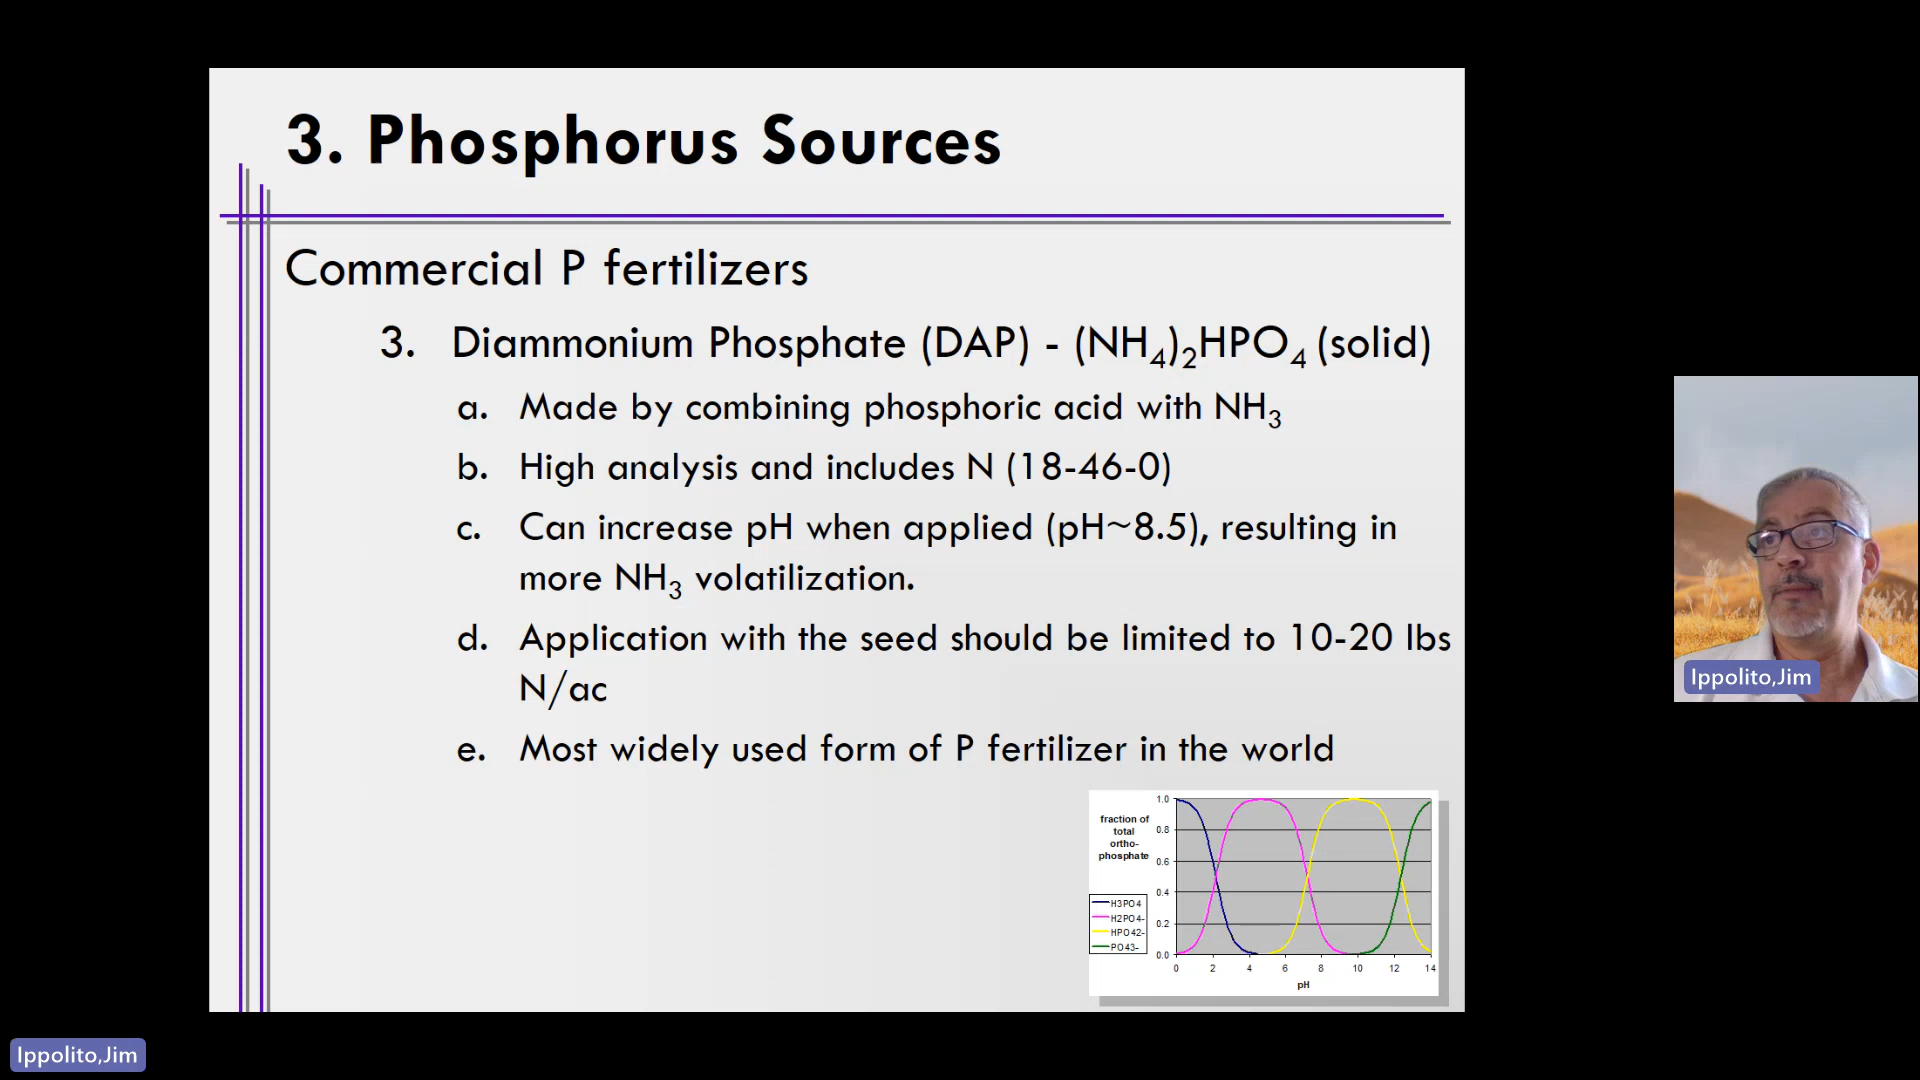 3. Phosphorus Sources
Commercial P fertilizers
3. Diammonium Phosphate (DAP) - (NH₄)₂HPO₄ (solid)
a. Made by combining phosphoric acid with NH₃
b. High analysis and includes N (18-46-0)
c. Can increase pH when applied (pH~8.5), resulting in
more NH₃ volatilization.
d. Application with the seed should be limited to 10-20 lbs
N/ac
e. Most widely used form of P fertilizer in the world
fraction of
total
ortho-
phosphate
1.0
0.8
0.6
0.4
0.2
0.0
H3PO4
H2PO4-
HPO42-
PO43-
0 2 4 6 8 10 12 14
pH
Ippolito,Jim
Ippolito,Jim